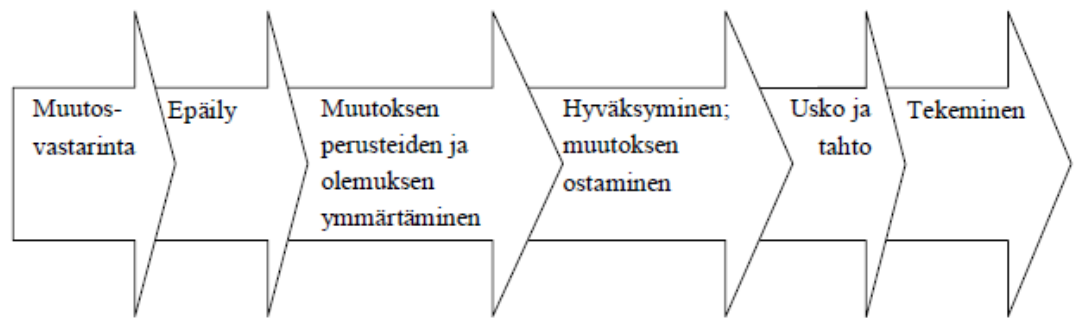 Muutos-
vastarinta
Epäily
Muutoksen
perusteiden ja
olemuksen
ymmärtäminen
Hyväksyminen;
muutoksen
ostaminen
Usko ja
tahto
Tekeminen